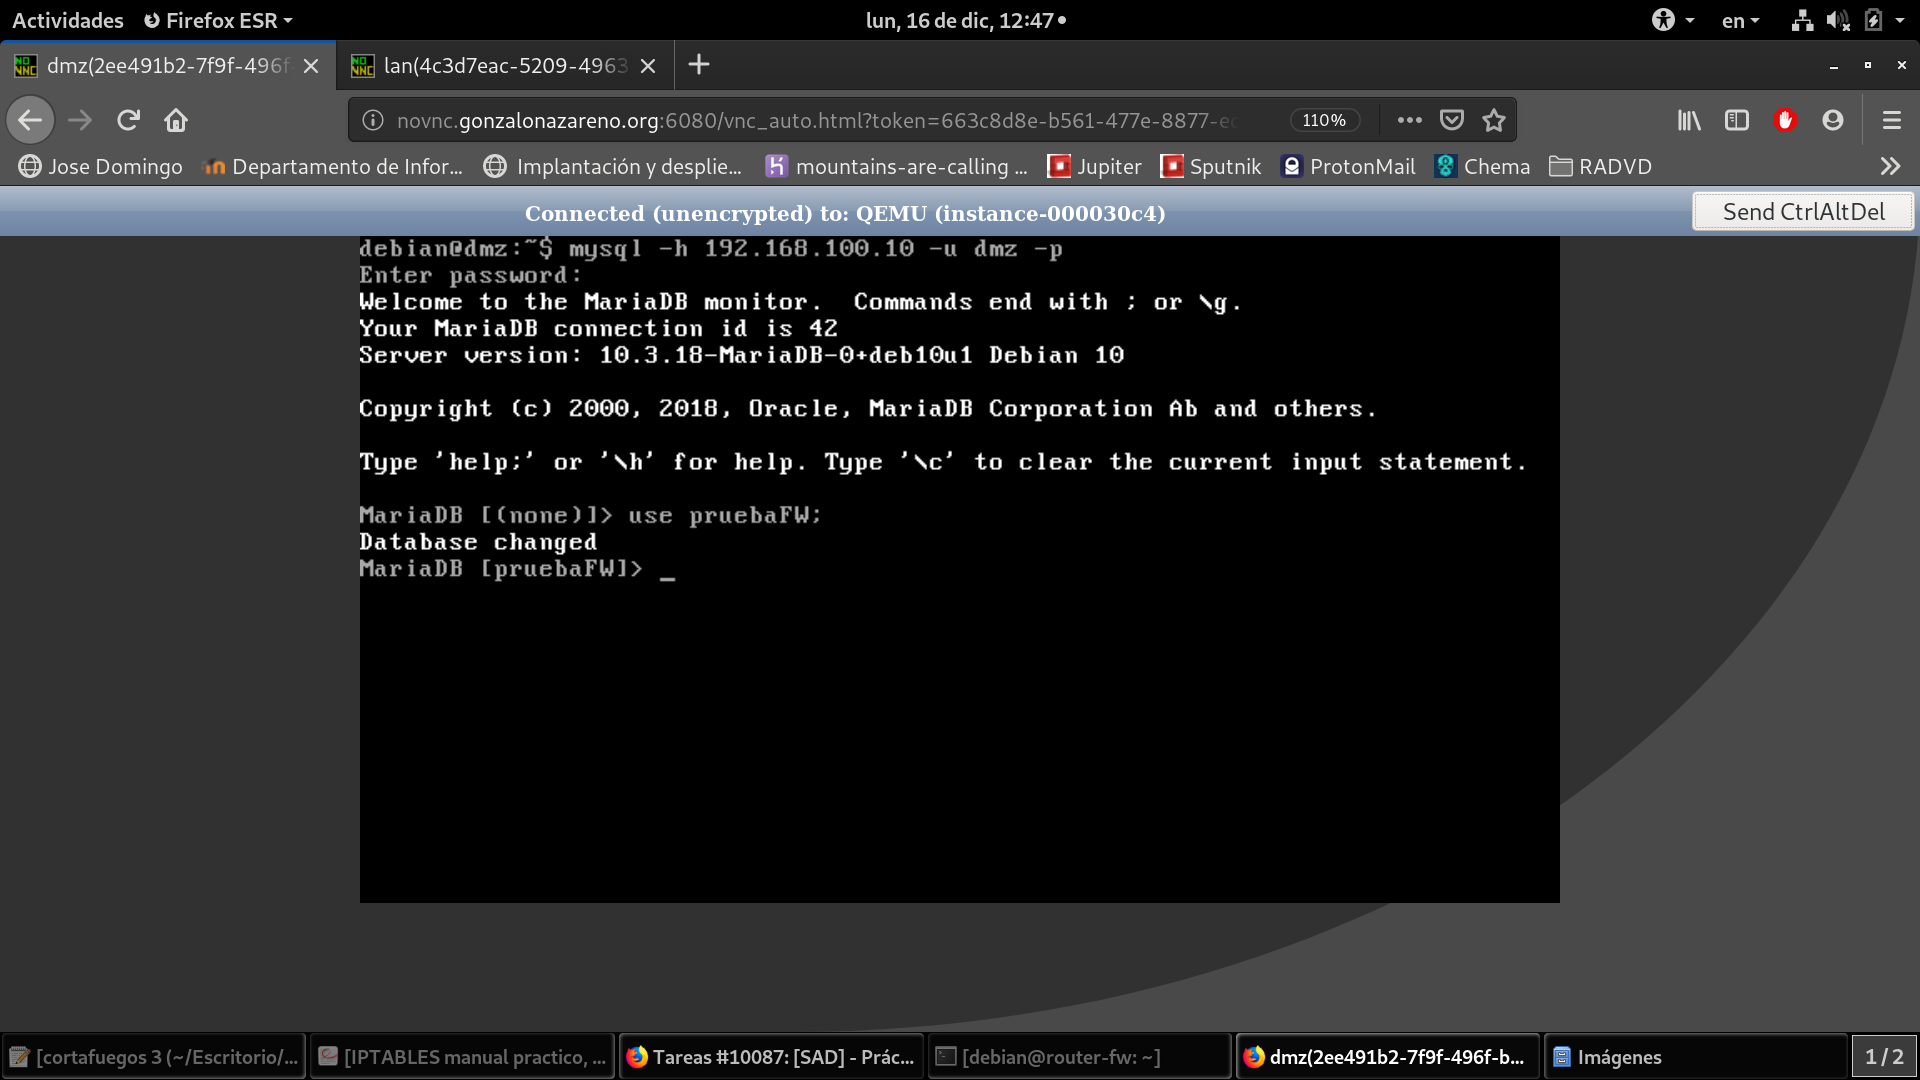 Actividades Firefox ESR lun, 16 de dic, 12:47 en
dmz(2ee491b2-7f9f-496f lan(4c3d7eac-5209-4963
novnc.gonzalonazareno.org:6080/vnc_auto.html?token=663c8d8e-b561-477e-8877-ec 110% •••
Jose Domingo Departamento de Infor… Implantación y desplie… mountains-are-calling … Jupiter Sputnik ProtonMail Chema RADVD
Connected (unencrypted) to: QEMU (instance-000030c4) Send CtrlAltDel
debian@dmz:~$ mysql -h 192.168.100.10 -u dmz -p
Enter password:
Welcome to the MariaDB monitor.  Commands end with ; or \g.
Your MariaDB connection id is 42
Server version: 10.3.18-MariaDB-0+deb10u1 Debian 10
Copyright (c) 2000, 2018, Oracle, MariaDB Corporation Ab and others.
Type 'help;' or '\h' for help. Type '\c' to clear the current input statement.
MariaDB [(none)]> use pruebaFW;
Database changed
MariaDB [pruebaFW]> _
[cortafuegos 3 (~/Escritorio/… [IPTABLES manual practico, … Tareas #10087: [SAD] - Prác… [debian@router-fw: ~] dmz(2ee491b2-7f9f-496f-b… Imágenes 1 / 2